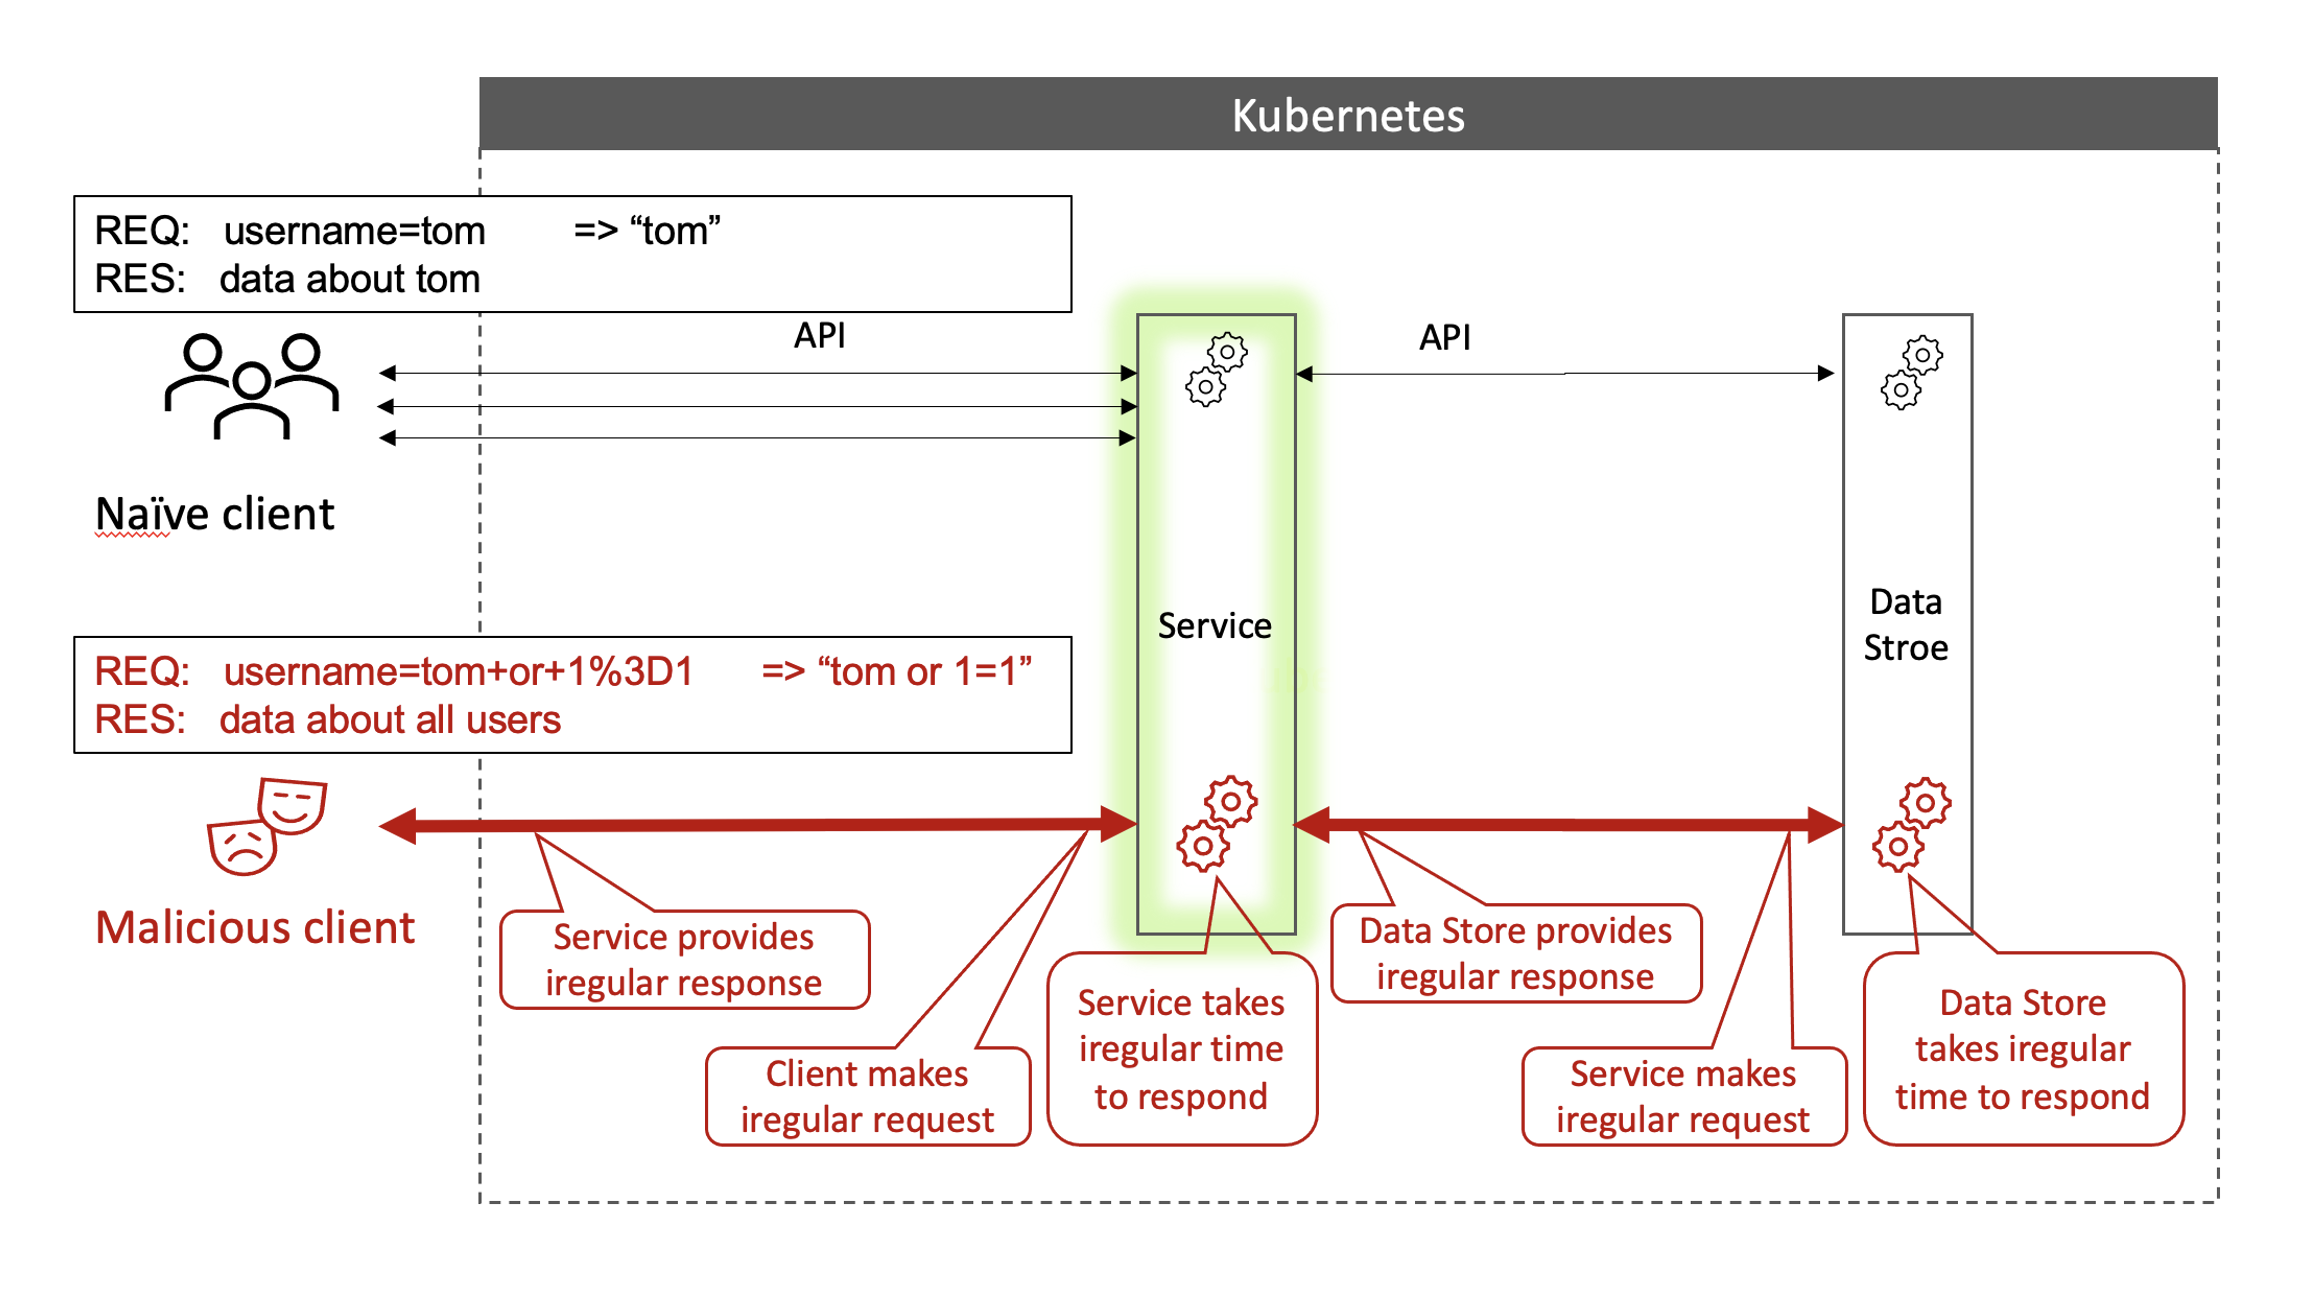 Kubernetes
REQ: username=tom => “tom”
RES: data about tom
API
API
Naïve client
Data
Stroe
Service
REQ: username=tom+or+1%3D1 => “tom or 1=1”
RES: data about all users
Malicious client
Service provides
iregular response
Client makes
iregular request
Service takes
iregular time
to respond
Data Store provides
iregular response
Service makes
iregular request
Data Store
takes iregular
time to respond